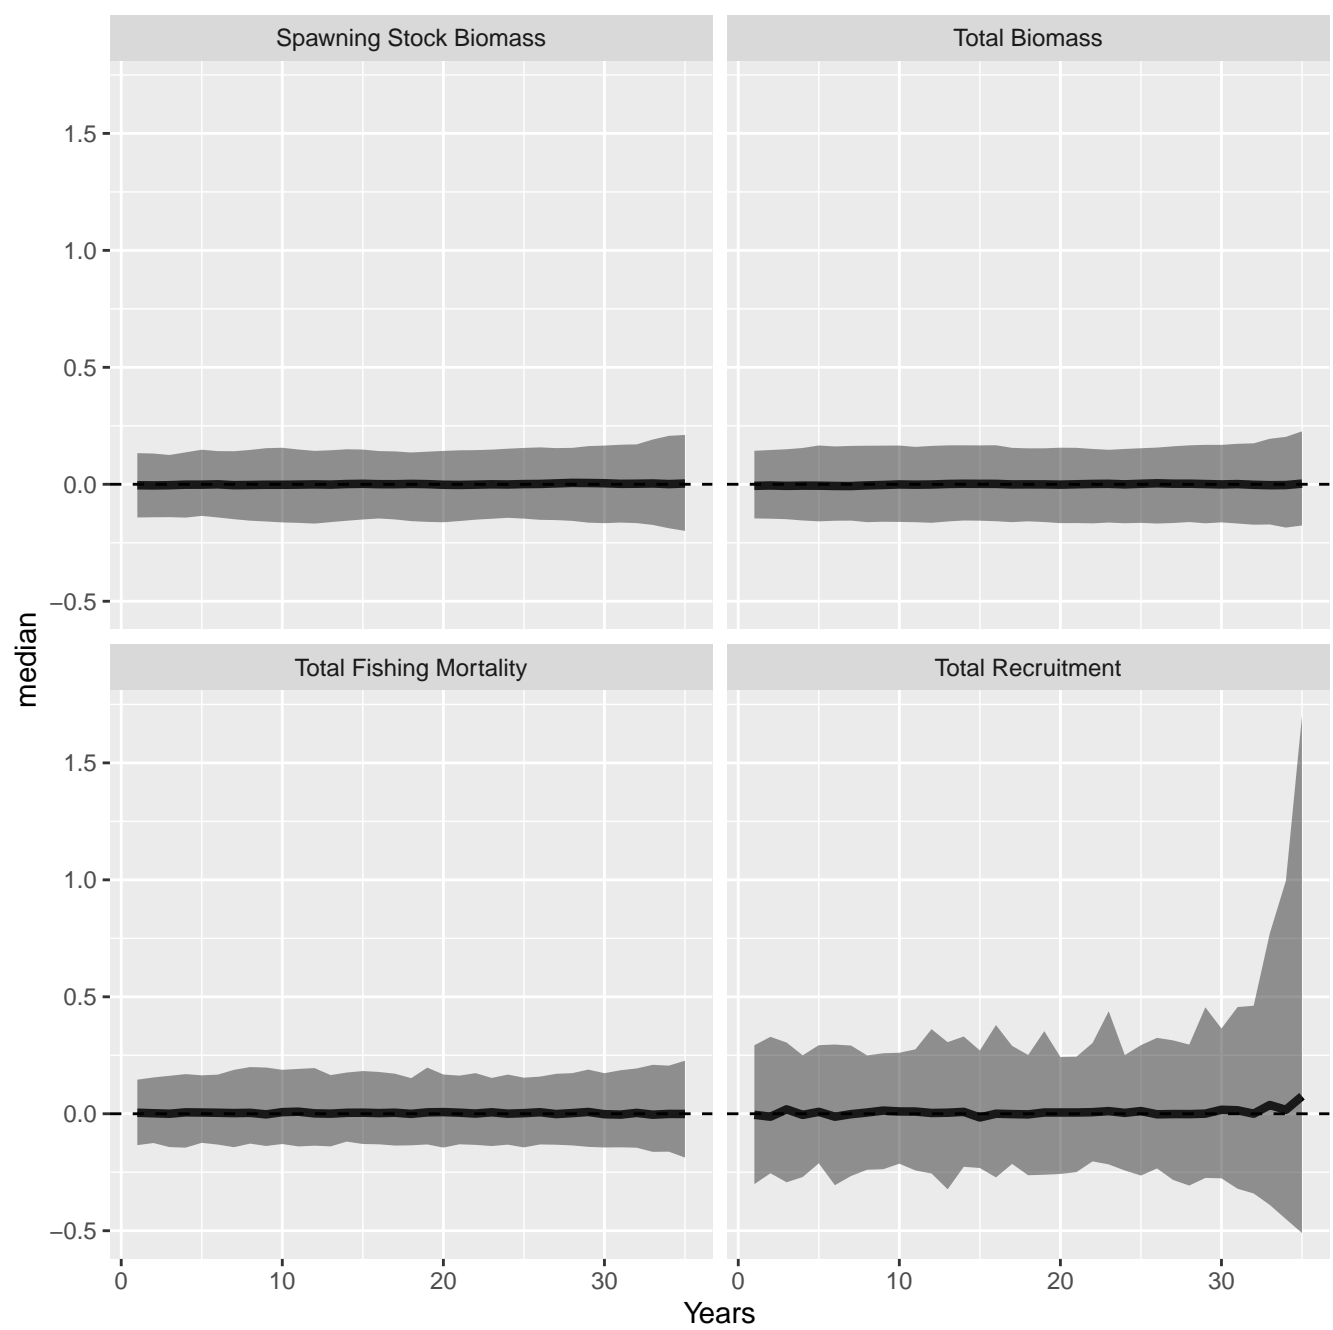 Spawning Stock Biomass
Total Biomass
1.5
1.0
0.5
0.0
−0.5
median
Total Fishing Mortality
Total Recruitment
1.5
1.0
0.5
0.0
−0.5
0 10 20 30
0 10 20 30
Years